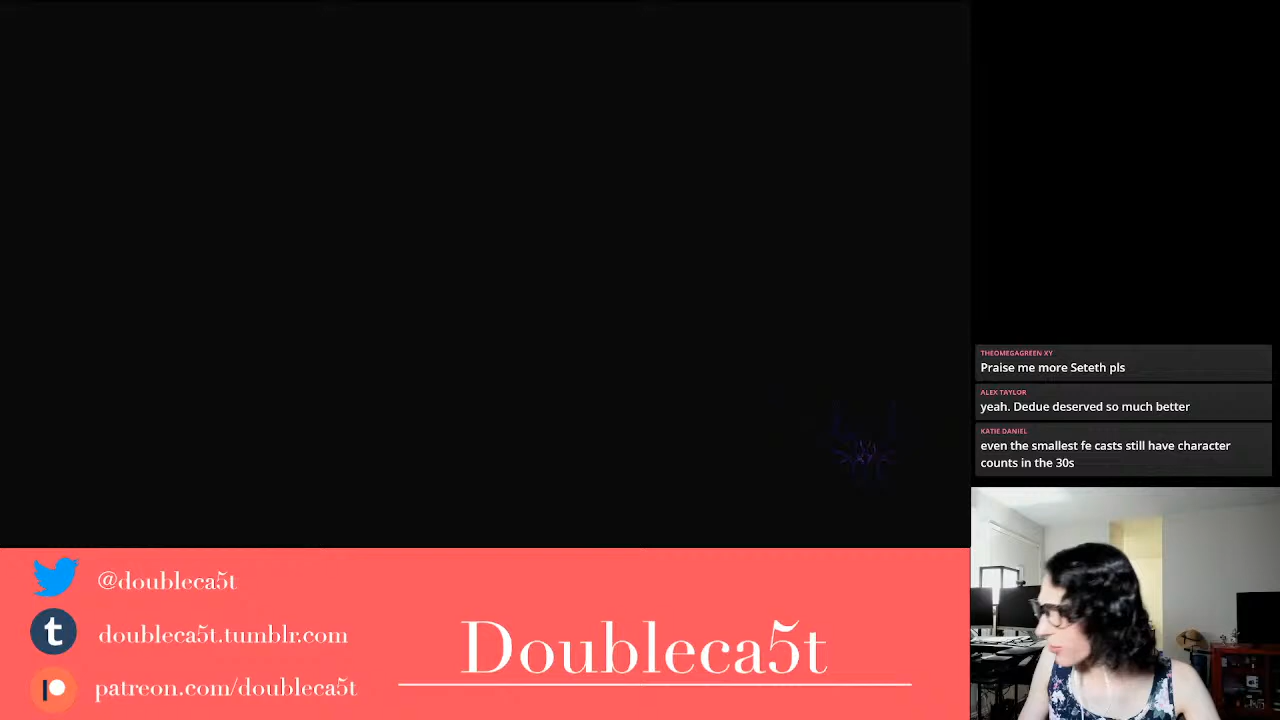 THEOMEGAGREEN XY
Praise me more Seteth pls
ALEX TAYLOR
yeah. Dedue deserved so much better
KATIE DANIEL
even the smallest fe casts still have character
counts in the 30s
@doubleca5t
doubleca5t.tumblr.com
patreon.com/doubleca5t
Doubleca5t